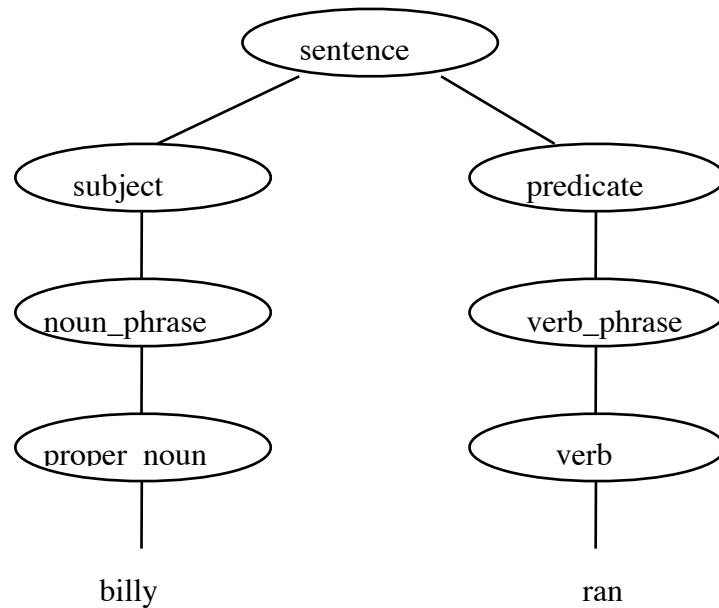 sentence
subject predicate
noun_phrase verb_phrase
proper_noun verb
billy ran